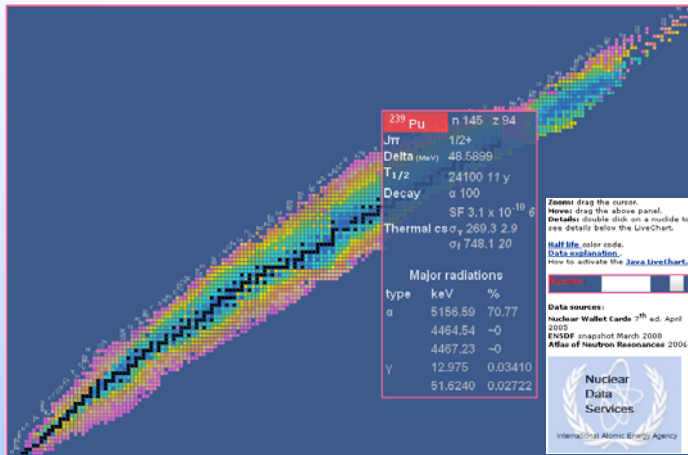 239 Pu n 145 z 94
Jπ 1/2+
Delta (MeV) 48.5899
T1/2 24100 11 y
Decay α 100
SF 3.1 x 10-10 6
Thermal cs σγ 269.3 2.9
σf 748.1 20
Major radiations
type keV %
α 5156.59 70.77
4464.54 ~0
4467.23 ~0
γ 12.975 0.03410
51.6240 0.02722
Zoom: drag the cursor.
Move: drag the above panel.
Details: double click on a nuclide to
see details below the LiveChart.
Half life color code.
Data explanation.
How to activate the Java LiveChart.
Data sources:
Nuclear Wallet Cards 7th ed. April
2005
ENSDF snapshot March 2008
Atlas of Neutron Resonances 2006
Nuclear
Data
Services
International Atomic Energy Agency